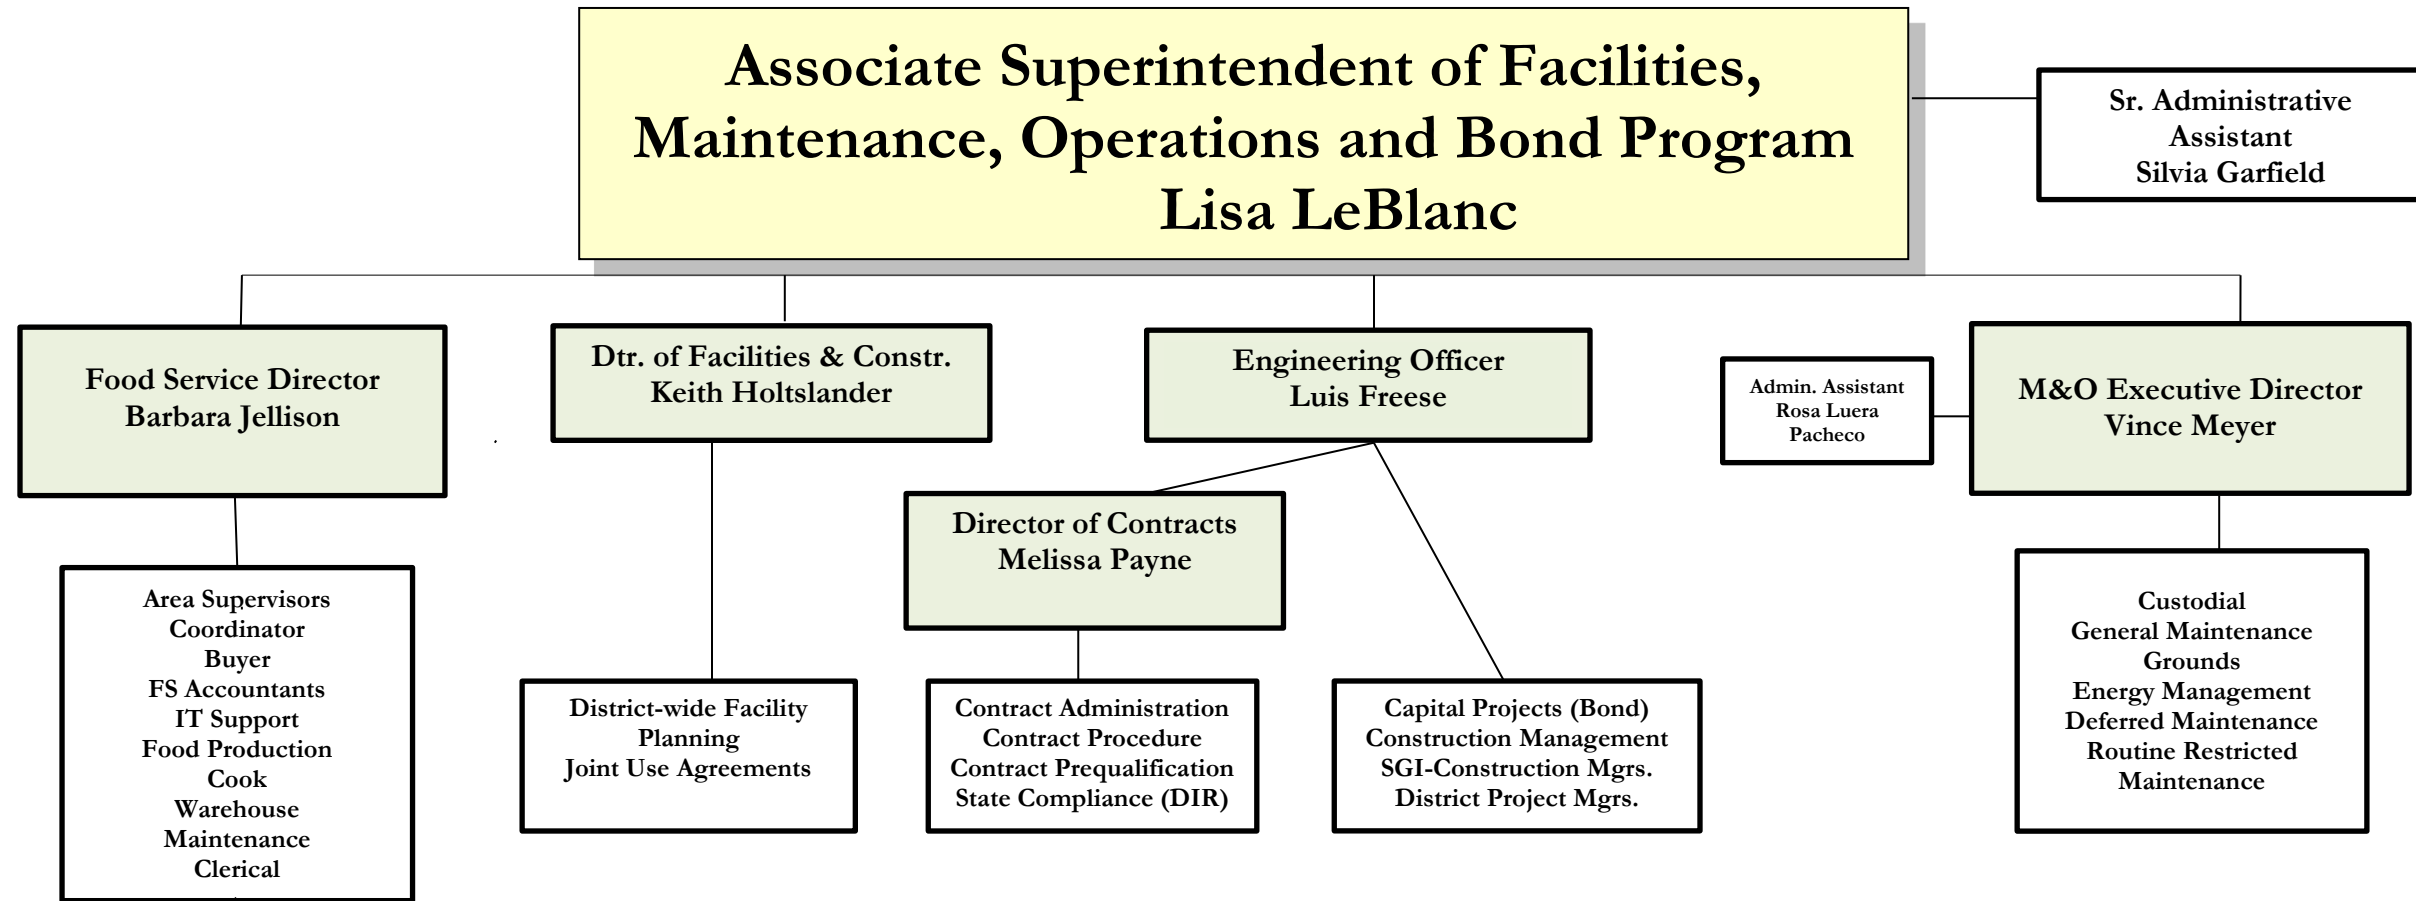 Associate Superintendent of Facilities,
Maintenance, Operations and Bond Program
Lisa LeBlanc
Sr. Administrative
Assistant
Silvia Garfield
Food Service Director
Barbara Jellison
Dtr. of Facilities & Constr.
Keith Holtslander
Engineering Officer
Luis Freese
Admin. Assistant
Rosa Luera
Pacheco
M&O Executive Director
Vince Meyer
Director of Contracts
Melissa Payne
Area Supervisors
Coordinator
Buyer
FS Accountants
IT Support
Food Production
Cook
Warehouse
Maintenance
Clerical
District-wide Facility
Planning
Joint Use Agreements
Contract Administration
Contract Procedure
Contract Prequalification
State Compliance (DIR)
Capital Projects (Bond)
Construction Management
SGI-Construction Mgrs.
District Project Mgrs.
Custodial
General Maintenance
Grounds
Energy Management
Deferred Maintenance
Routine Restricted
Maintenance